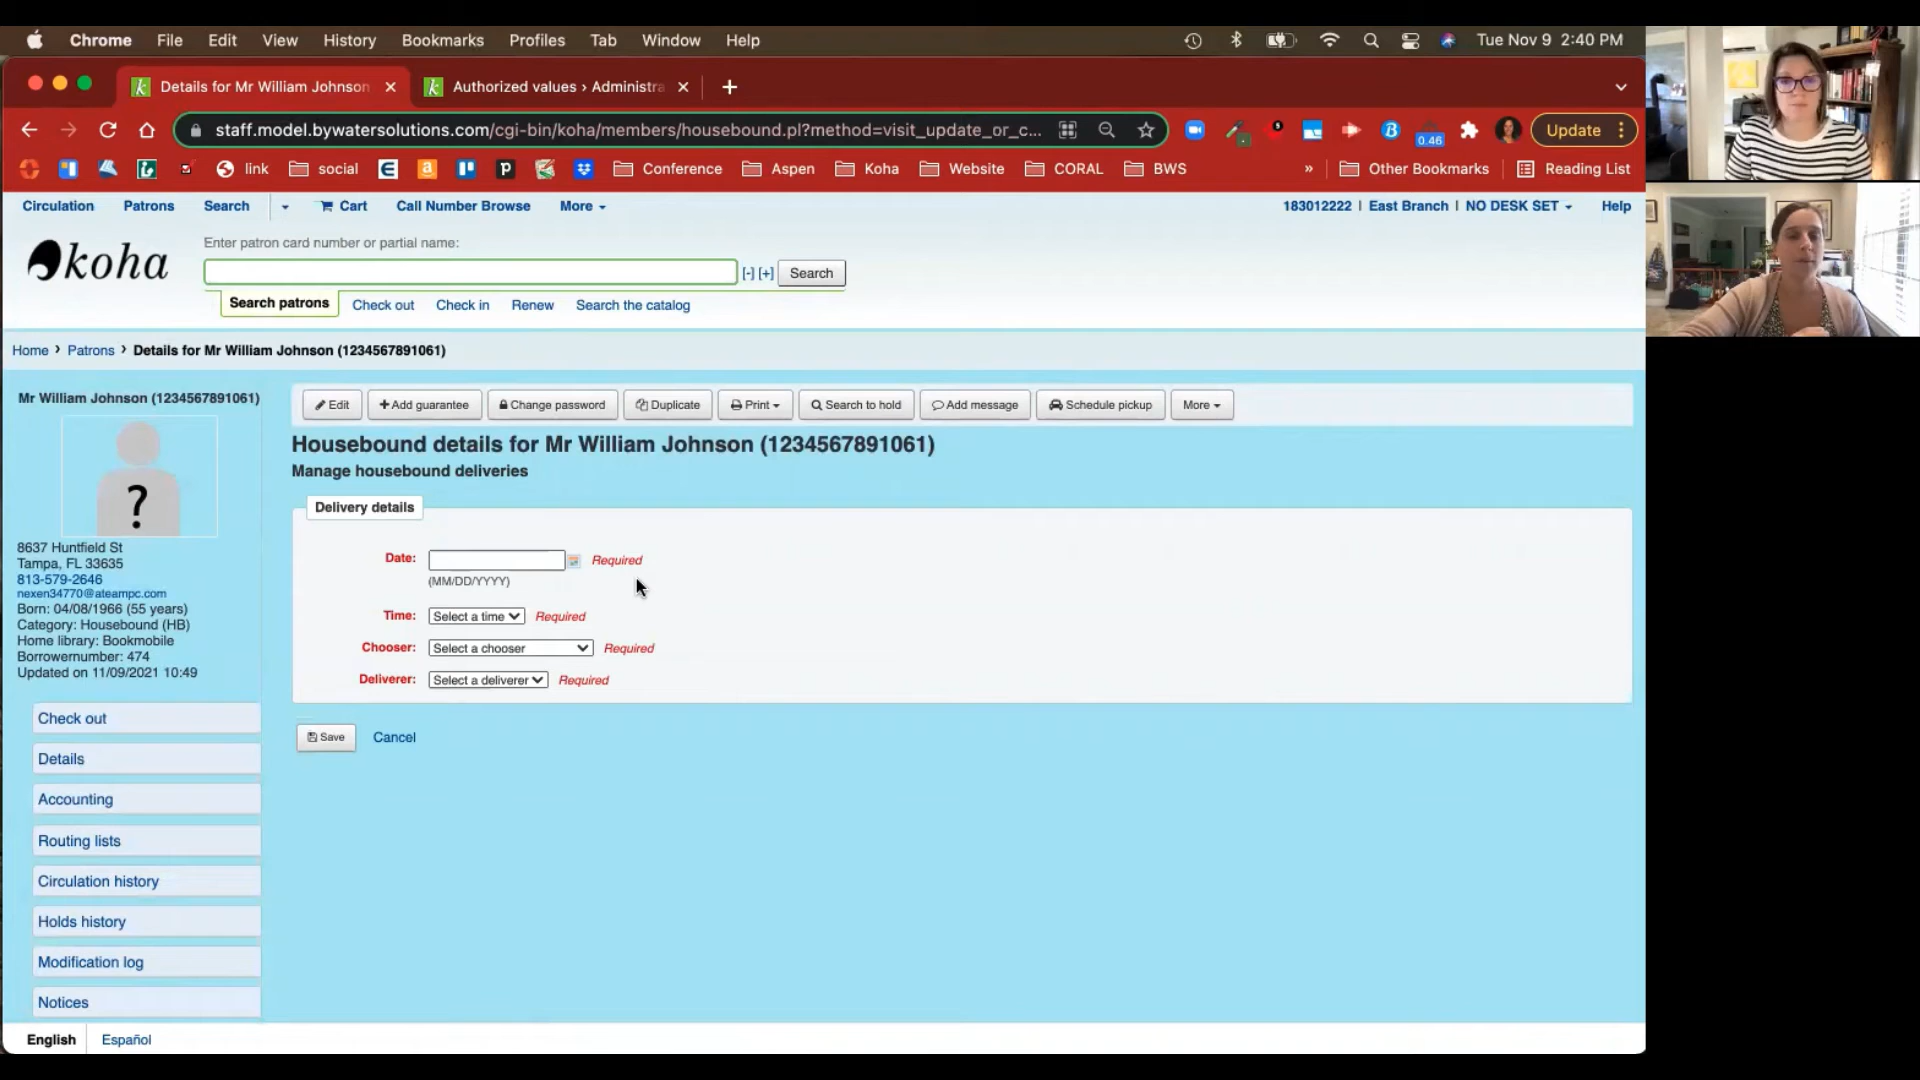 Chrome File Edit View History Bookmarks Profiles Tab Window Help Tue Nov 9 2:40 PM
Details for Mr William Johnson Authorized values › Administra
staff.model.bywatersolutions.com/cgi-bin/koha/members/housebound.pl?method=visit_update_or_c... 0.46 Update
link social Conference Aspen Koha Website CORAL BWS » Other Bookmarks Reading List
Circulation Patrons Search Cart Call Number Browse More 183012222 | East Branch | NO DESK SET Help
Enter patron card number or partial name:
koha
[-] [+] Search
Search patrons Check out Check in Renew Search the catalog
Home › Patrons › Details for Mr William Johnson (1234567891061)
Mr William Johnson (1234567891061)
Edit +Add guarantee Change password Duplicate Print Search to hold Add message Schedule pickup More
Housebound details for Mr William Johnson (1234567891061)
Manage housebound deliveries
?
Delivery details
8637 Huntfield St
Tampa, FL 33635
813-579-2646
nexen34770@ateampc.com
Born: 04/08/1966 (55 years)
Category: Housebound (HB)
Home library: Bookmobile
Borrowernumber: 474
Updated on 11/09/2021 10:49
Date: Required
(MM/DD/YYYY)
Time: Select a time Required
Chooser: Select a chooser Required
Deliverer: Select a deliverer Required
Save Cancel
Check out
Details
Accounting
Routing lists
Circulation history
Holds history
Modification log
Notices
English Español